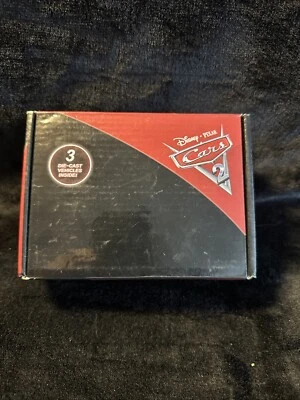 3
DIE-CAST
VEHICLES
INSIDE!
Disney • PIXAR
Cars
2